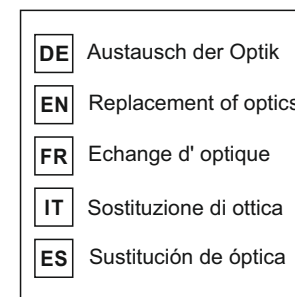 DE Austausch der Optik
EN Replacement of optics
FR Echange d' optique
IT Sostituzione di ottica
ES Sustitución de óptica